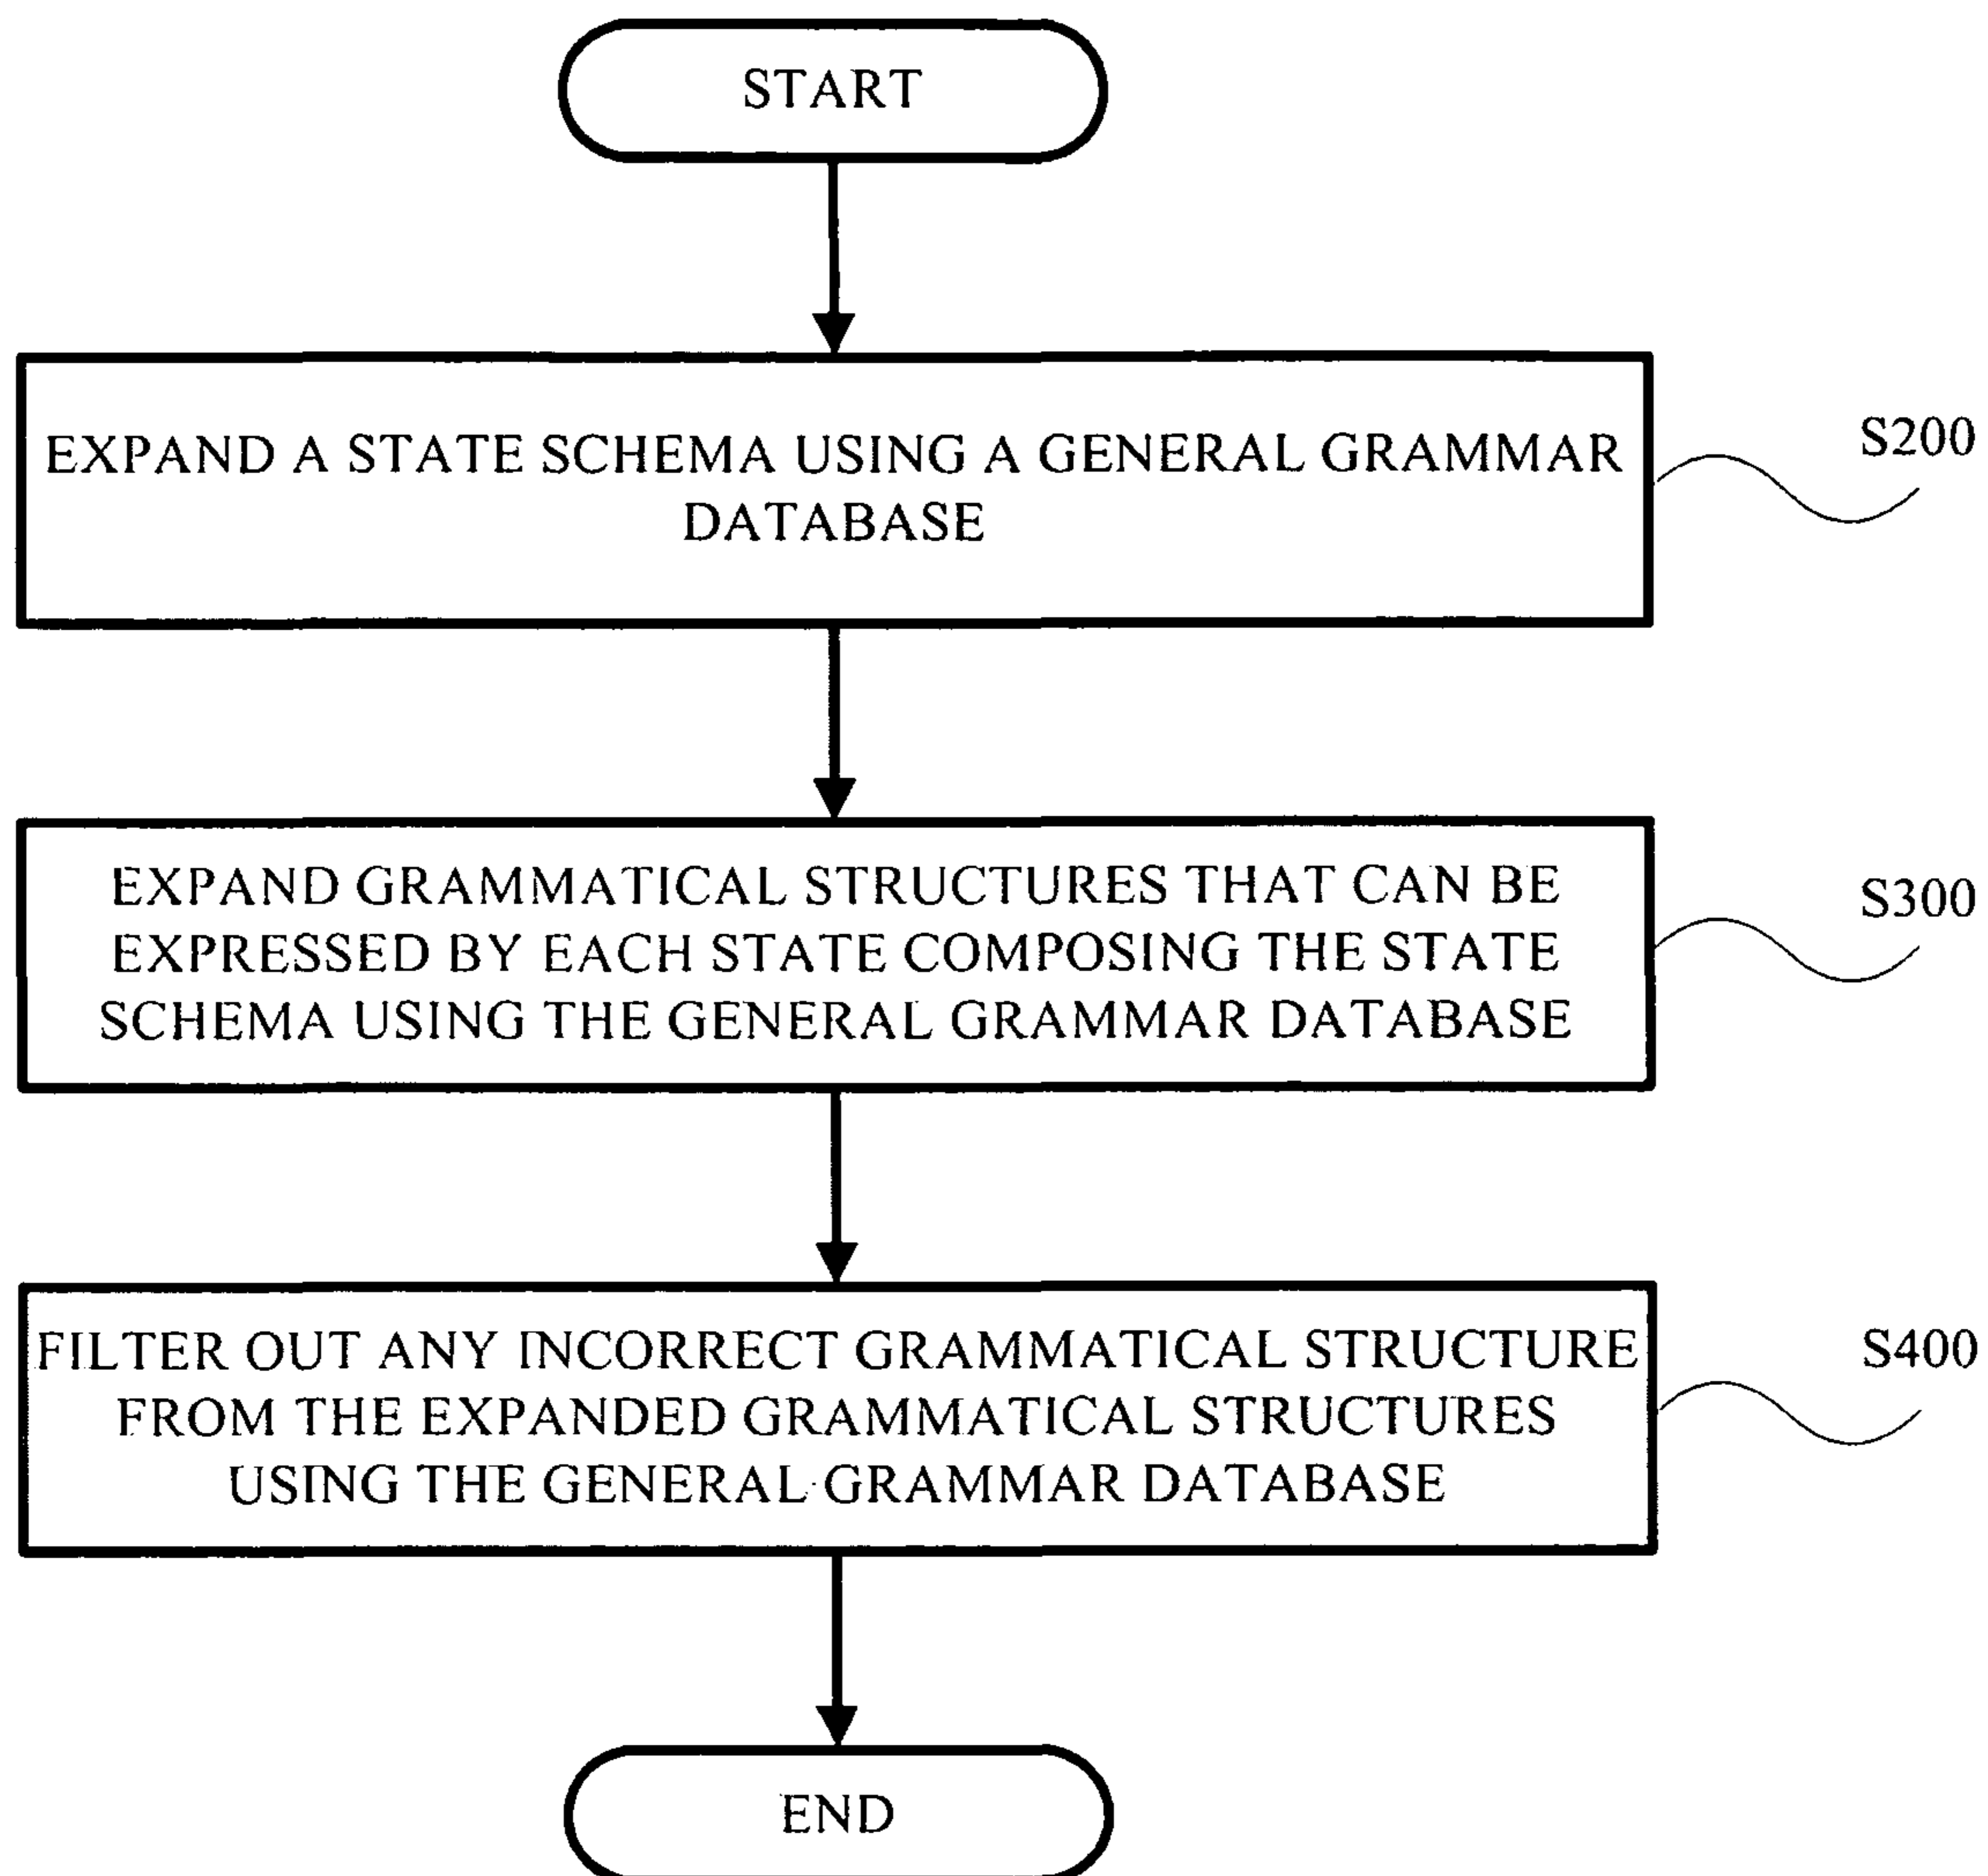 START
EXPAND A STATE SCHEMA USING A GENERAL GRAMMAR
DATABASE
S200
EXPAND GRAMMATICAL STRUCTURES THAT CAN BE
EXPRESSED BY EACH STATE COMPOSING THE STATE
SCHEMA USING THE GENERAL GRAMMAR DATABASE
S300
FILTER OUT ANY INCORRECT GRAMMATICAL STRUCTURE
FROM THE EXPANDED GRAMMATICAL STRUCTURES
USING THE GENERAL GRAMMAR DATABASE
S400
END